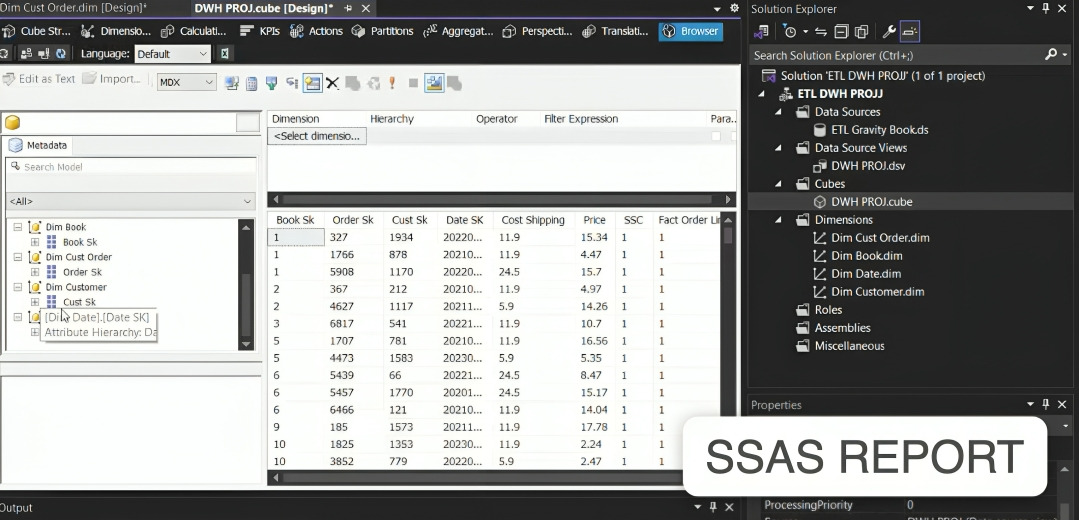 Dim Cust Order.dim [Design]* DWH PROJ.cube [Design]*
Cube Str... Dimensio... Calculati... KPIs Actions Partitions Aggregat... Perspecti... Translati... Browser
Language: Default
Edit as Text Import... MDX
Metadata
Search Model
<All>
Dim Book
Book Sk
Dim Cust Order
Order Sk
Dim Customer
Cust Sk
Date].[Date SK]
Attribute Hierarchy: Da
Dimension Hierarchy Operator Filter Expression Para...
<Select dimensio...
Book Sk Order Sk Cust Sk Date SK Cost Shipping Price SSC Fact Order Lin
1 327 1934 20220... 11.9 15.34 1 1
1 1766 878 20210... 11.9 4.47 1 1
1 5908 1170 20220... 24.5 15.7 1 1
2 367 212 20210... 11.9 4.97 1 1
2 4627 1117 20211... 5.9 14.26 1 1
3 6817 541 20221... 11.9 10.7 1 1
5 1707 781 20210... 11.9 16.56 1 1
5 4473 1583 20230... 5.9 5.35 1 1
6 5439 66 20221... 24.5 8.47 1 1
6 5457 1770 20201... 24.5 15.17 1 1
6 6466 121 20210... 11.9 14.04 1 1
9 185 1573 20211... 11.9 17.78 1 1
10 1825 1353 20230... 11.9 2.24 1 1
10 3852 779 20220... 5.9 2.47 1 1
Output
Solution Explorer
Search Solution Explorer (Ctrl+;)
Solution 'ETL DWH PROJJ' (1 of 1 project)
ETL DWH PROJJ
Data Sources
ETL Gravity Book.ds
Data Source Views
DWH PROJ.dsv
Cubes
DWH PROJ.cube
Dimensions
Dim Cust Order.dim
Dim Book.dim
Dim Date.dim
Dim Customer.dim
Roles
Assemblies
Miscellaneous
Properties
SSAS REPORT
ProcessingPriority 0